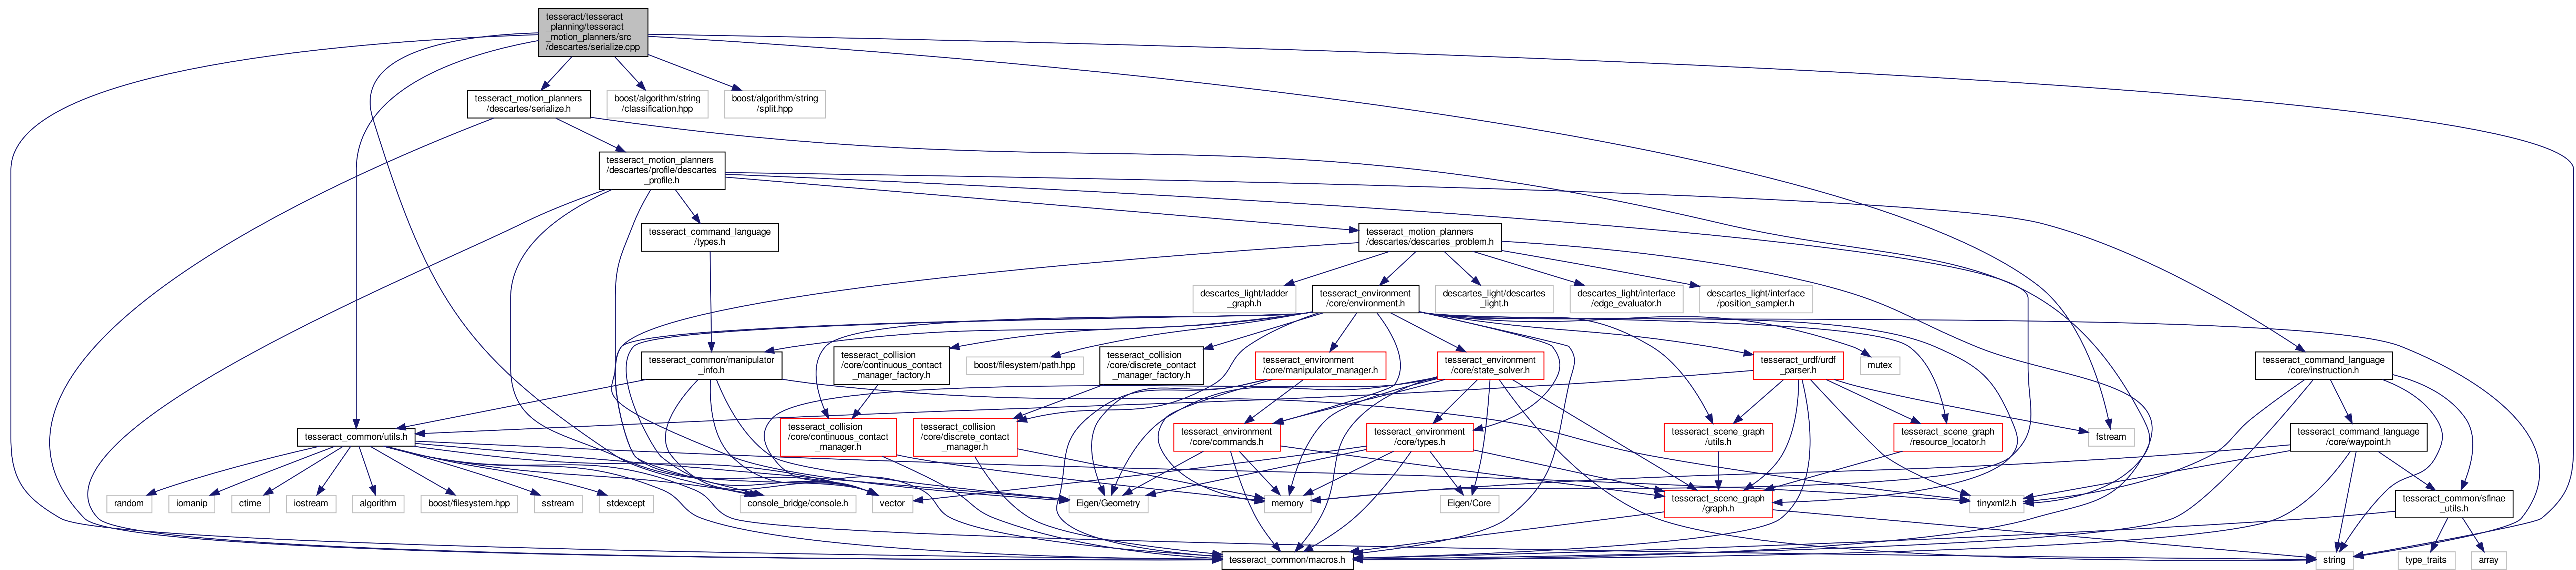 tesseract/tesseract
_planning/tesseract
_motion_planners/src
/descartes/serialize.cpp
tesseract_motion_planners
/descartes/serialize.h
boost/algorithm/string
/classification.hpp
boost/algorithm/string
/split.hpp
tesseract_motion_planners
/descartes/profile/descartes
_profile.h
tesseract_command_language
/types.h
tesseract_motion_planners
/descartes/descartes_problem.h
descartes_light/ladder
_graph.h
tesseract_environment
/core/environment.h
descartes_light/descartes
_light.h
descartes_light/interface
/edge_evaluator.h
descartes_light/interface
/position_sampler.h
tesseract_common/manipulator
_info.h
tesseract_collision
/core/continuous_contact
_manager_factory.h
boost/filesystem/path.hpp
tesseract_collision
/core/discrete_contact
_manager_factory.h
tesseract_environment
/core/manipulator_manager.h
tesseract_environment
/core/state_solver.h
tesseract_urdf/urdf
_parser.h
mutex
tesseract_command_language
/core/instruction.h
tesseract_common/utils.h
tesseract_collision
/core/continuous_contact
_manager.h
tesseract_collision
/core/discrete_contact
_manager.h
tesseract_environment
/core/commands.h
tesseract_environment
/core/types.h
tesseract_scene_graph
/utils.h
tesseract_scene_graph
/resource_locator.h
fstream
tesseract_command_language
/core/waypoint.h
random
iomanip
ctime
iostream
algorithm
boost/filesystem.hpp
sstream
stdexcept
console_bridge/console.h
vector
Eigen/Geometry
memory
Eigen/Core
tesseract_scene_graph
/graph.h
tinyxml2.h
tesseract_common/sfinae
_utils.h
tesseract_common/macros.h
string
type_traits
array